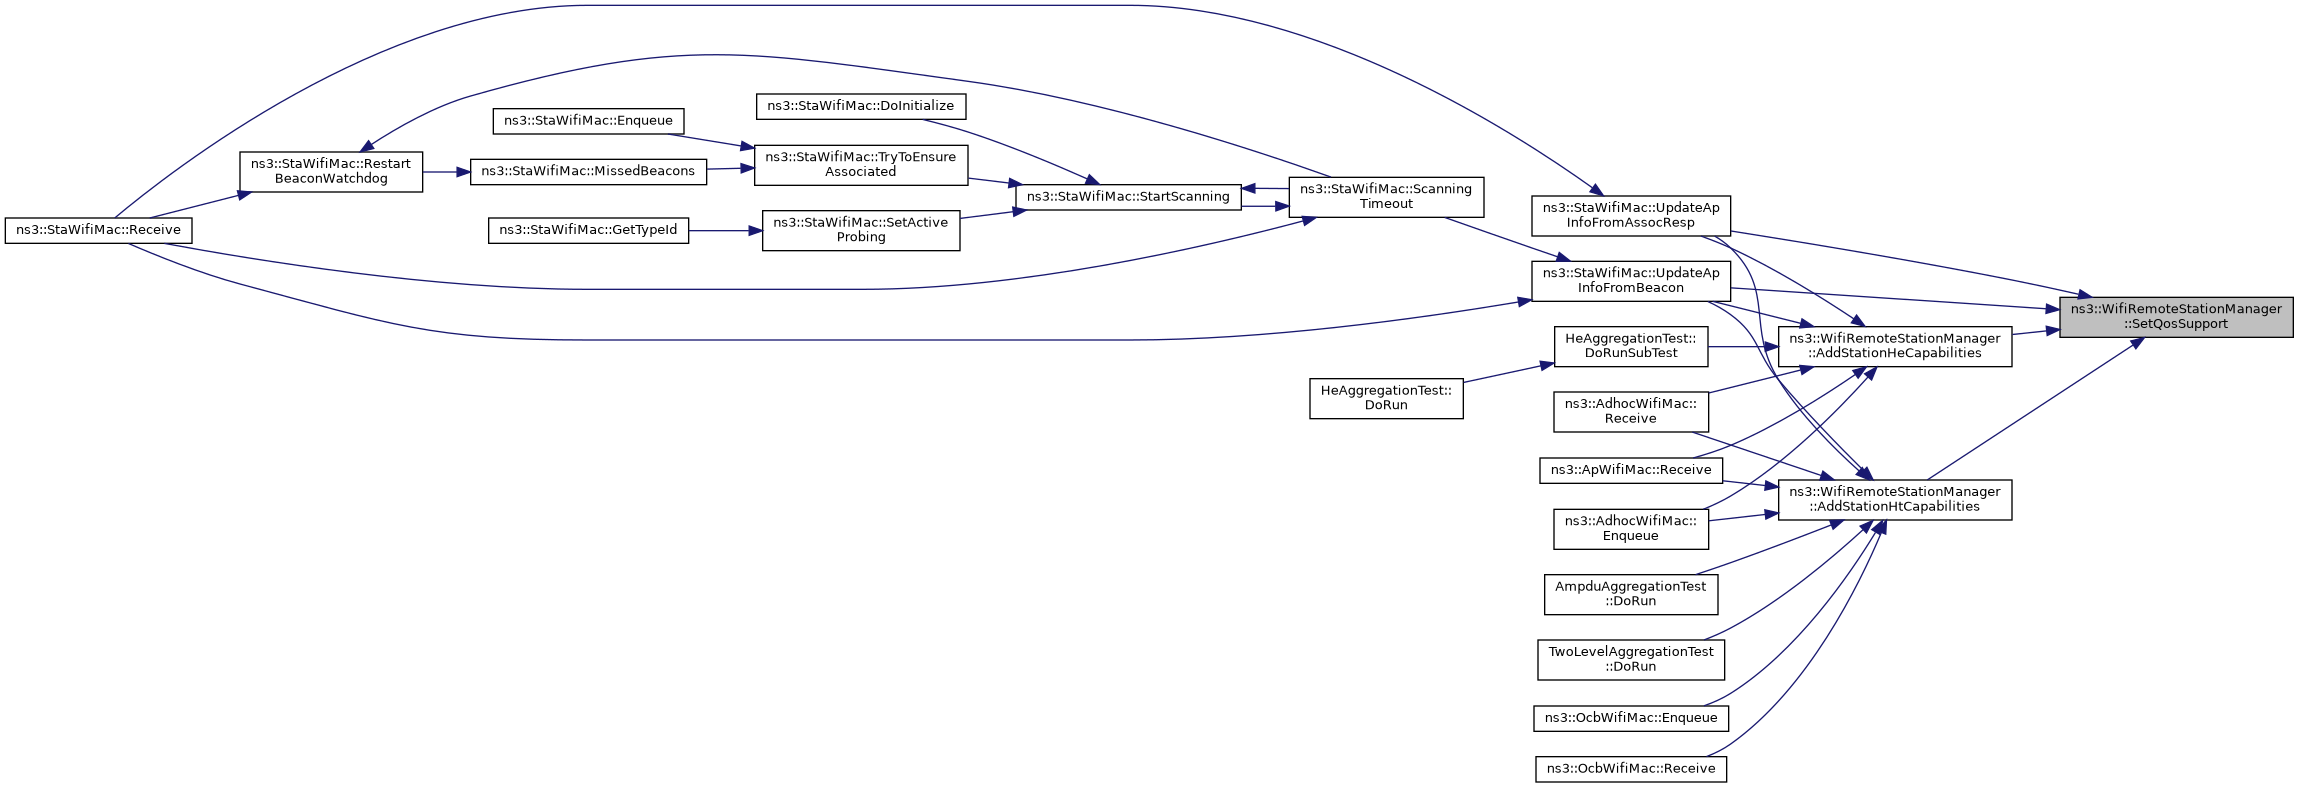 ns3::StaWifiMac::DoInitialize
ns3::StaWifiMac::Enqueue
ns3::StaWifiMac::TryToEnsure
Associated
ns3::StaWifiMac::Restart
BeaconWatchdog
ns3::StaWifiMac::MissedBeacons
ns3::StaWifiMac::StartScanning
ns3::StaWifiMac::Scanning
Timeout
ns3::StaWifiMac::Receive
ns3::StaWifiMac::GetTypeId
ns3::StaWifiMac::SetActive
Probing
ns3::StaWifiMac::UpdateAp
InfoFromAssocResp
ns3::StaWifiMac::UpdateAp
InfoFromBeacon
ns3::WifiRemoteStationManager
::SetQosSupport
HeAggregationTest::
DoRunSubTest
ns3::WifiRemoteStationManager
::AddStationHeCapabilities
HeAggregationTest::
DoRun
ns3::AdhocWifiMac::
Receive
ns3::ApWifiMac::Receive
ns3::WifiRemoteStationManager
::AddStationHtCapabilities
ns3::AdhocWifiMac::
Enqueue
AmpduAggregationTest
::DoRun
TwoLevelAggregationTest
::DoRun
ns3::OcbWifiMac::Enqueue
ns3::OcbWifiMac::Receive